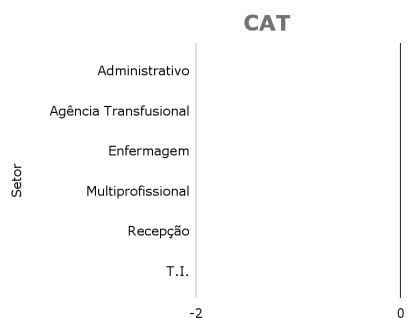 CAT
Administrativo
Agência Transfusional
Enfermagem
Multiprofissional
Recepção
T.I.
Setor
-2
0